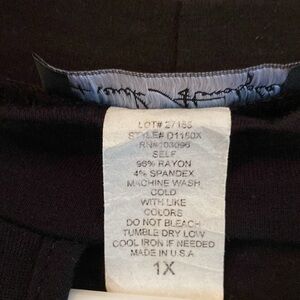 LOT# 27185
STYLE# D1150X
RN# 103096
SELF
96% RAYON
4% SPANDEX
MACHINE WASH
COLD
WITH LIKE
COLORS
DO NOT BLEACH
TUMBLE DRY LOW
COOL IRON IF NEEDED
MADE IN U.S.A
1X